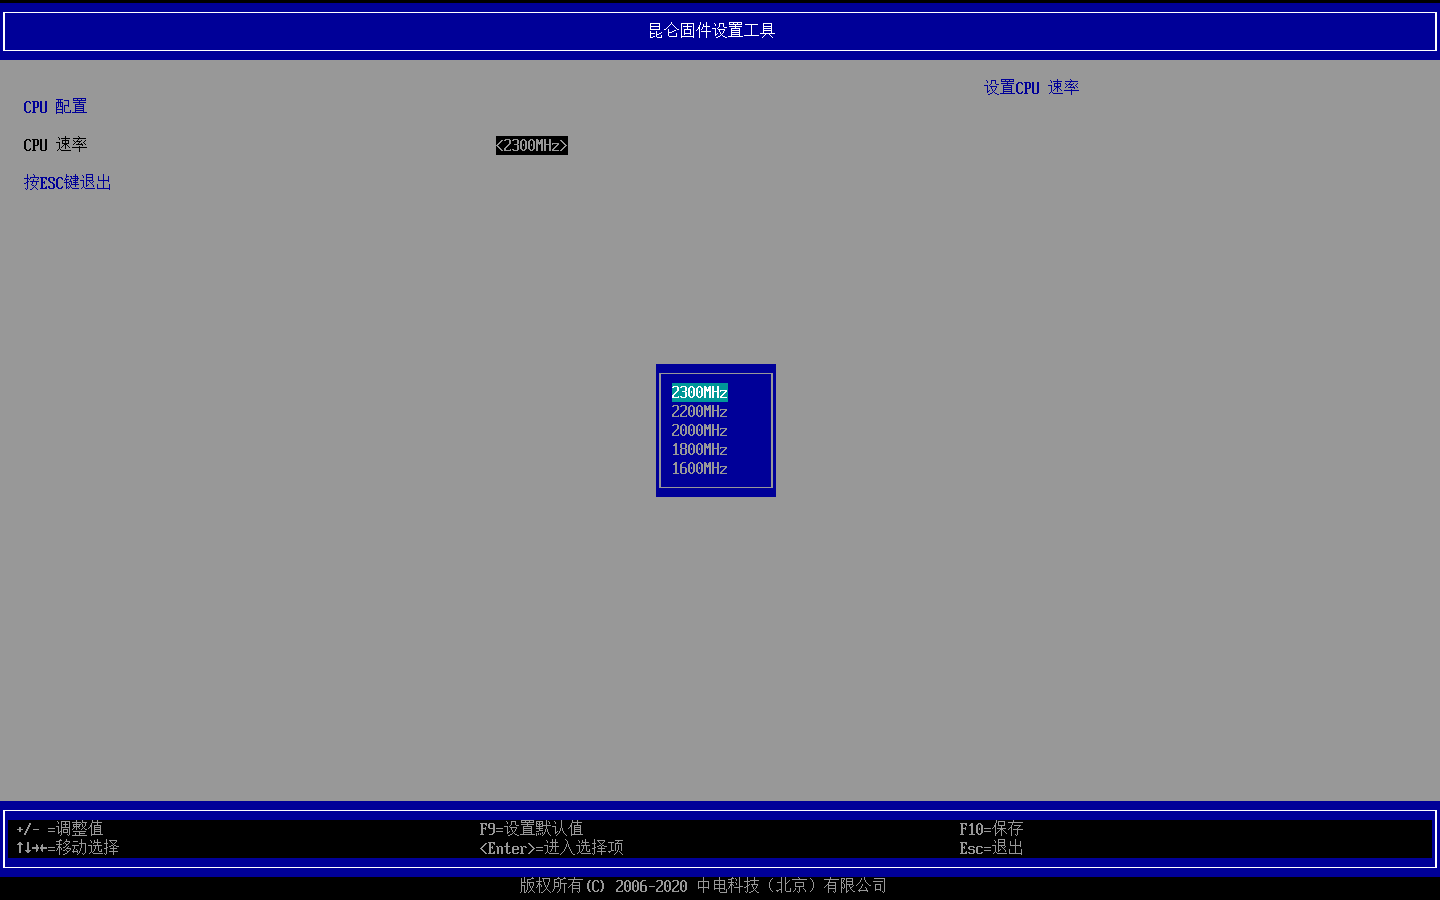 昆仑固件设置工具
设置CPU 速率
CPU 配置
CPU 速率 <2300MHz>
按ESC键退出
2300MHz
2200MHz
2000MHz
1800MHz
1600MHz
+/- =调整值 F9=设置默认值 F10=保存
↑↓→←=移动选择 <Enter>=进入选择项 Esc=退出
版权所有(C) 2006-2020 中电科技（北京）有限公司